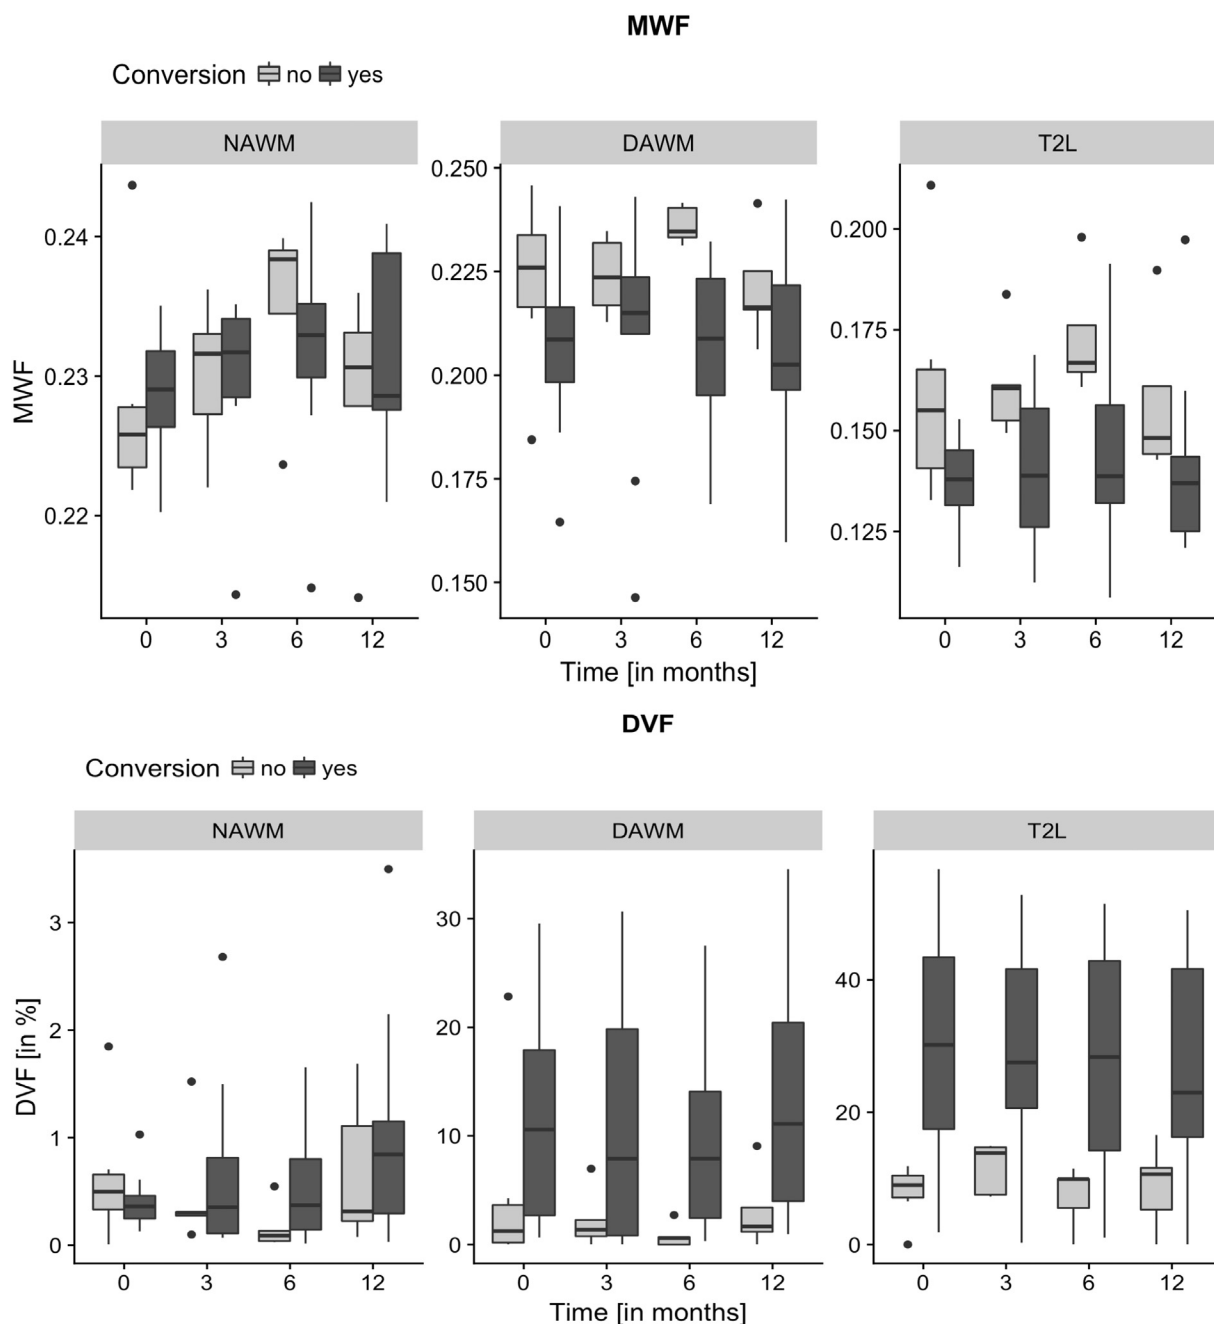 MWF
Conversion no yes
NAWM DAWM T2L
MWF
0.24
0.23
0.22
0.250
0.225
0.200
0.175
0.150
0.200
0.175
0.150
0.125
0 3 6 12
0 3 6 12
0 3 6 12
Time [in months]
DVF
Conversion no yes
NAWM DAWM T2L
DVF [in %]
3
2
1
0
30
20
10
0
40
20
0
0 3 6 12
0 3 6 12
0 3 6 12
Time [in months]